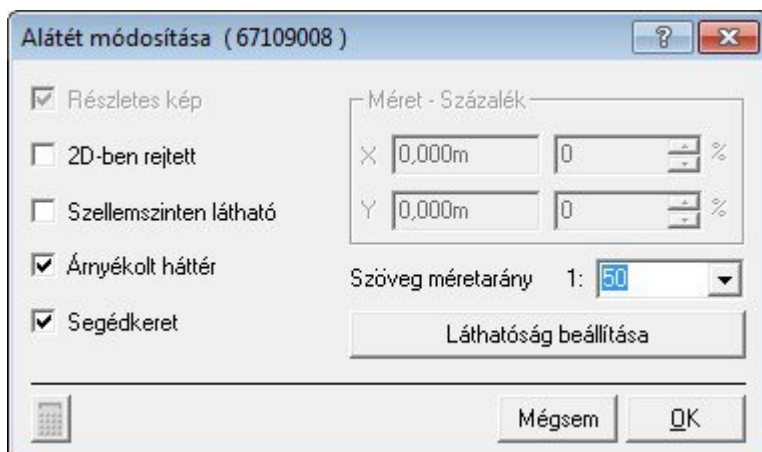 Alátét módosítása ( 67109008 )
Részletes kép
2D-ben rejtett
Szellemszinten látható
Árnyékolt háttér
Segédkeret
Méret - Százalék
X 0,000m 0 %
Y 0,000m 0 %
Szöveg méretarány 1: 50
Láthatóság beállítása
Mégsem OK